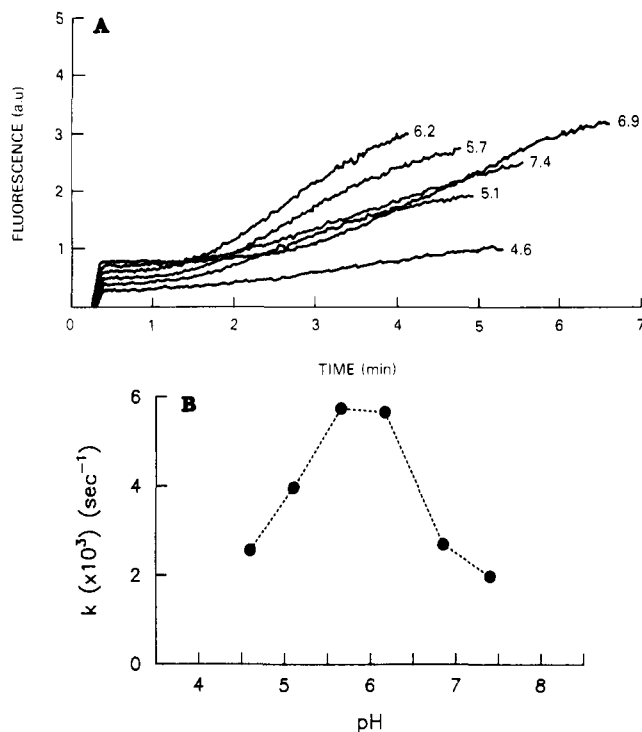 A
FLUORESCENCE (a.u)
5
4
3
2
1
6.2
5.7
6.9
7.4
5.1
4.6
0 1 2 3 4 5 6 7
TIME (min)
B
k (x10³) (sec⁻¹)
6
4
2
0
4 5 6 7 8
pH